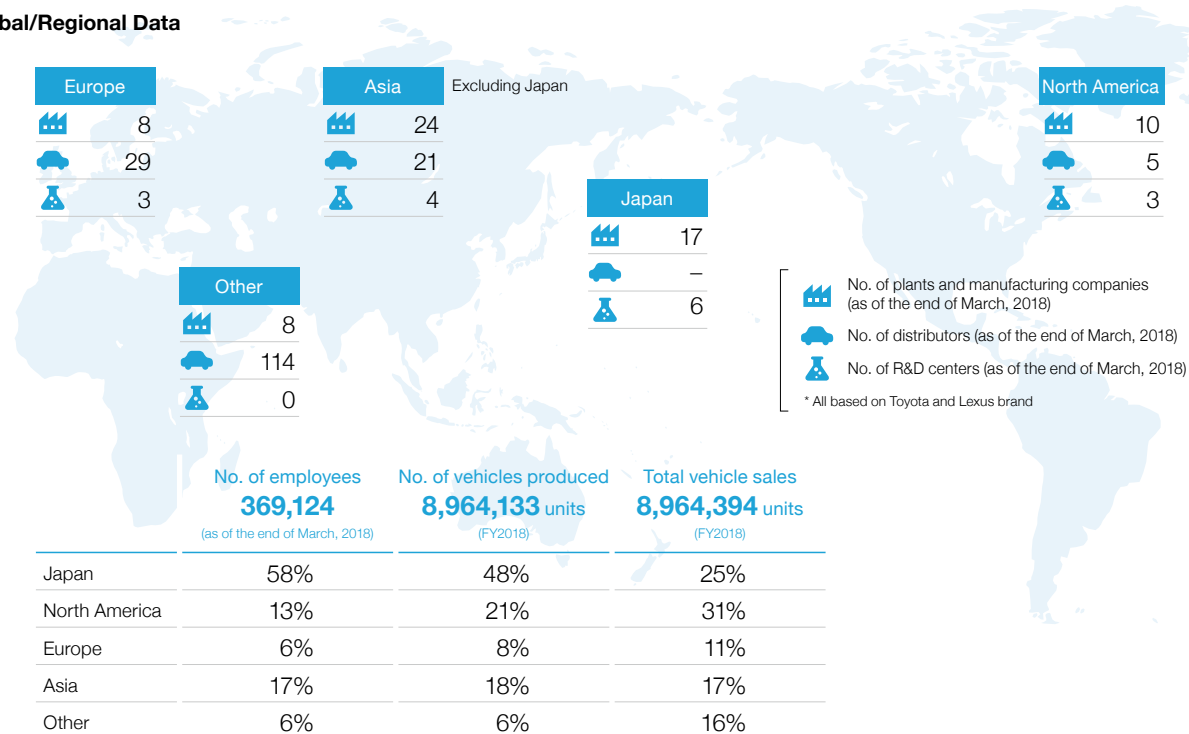 bal/Regional Data
Europe
8
29
3
Asia
Excluding Japan
24
21
4
North America
10
5
3
Japan
17
–
6
Other
8
114
0
No. of plants and manufacturing companies
(as of the end of March, 2018)
No. of distributors (as of the end of March, 2018)
No. of R&D centers (as of the end of March, 2018)
* All based on Toyota and Lexus brand
No. of employees No. of vehicles produced Total vehicle sales
369,124 8,964,133 units 8,964,394 units
(as of the end of March, 2018) (FY2018) (FY2018)
Japan 58% 48% 25%
North America 13% 21% 31%
Europe 6% 8% 11%
Asia 17% 18% 17%
Other 6% 6% 16%